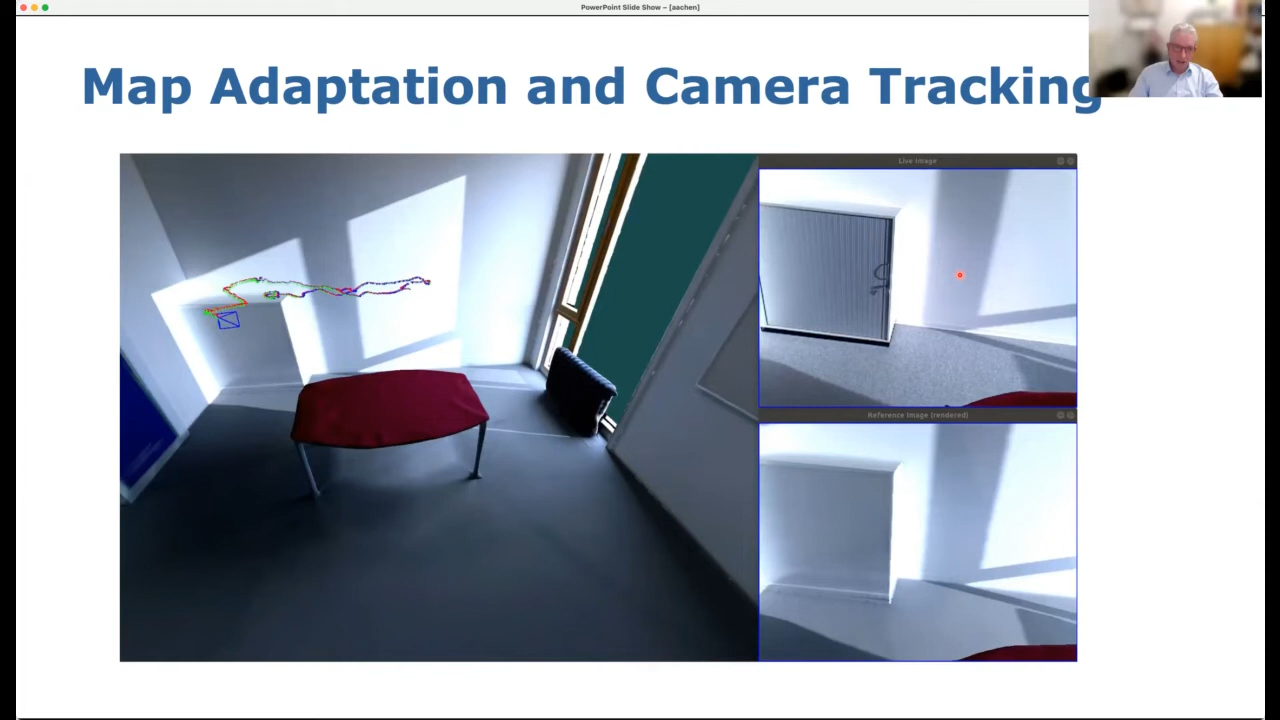 PowerPoint Slide Show – [aachen]
Map Adaptation and Camera Tracking
Live Image
Reference Image (rendered)